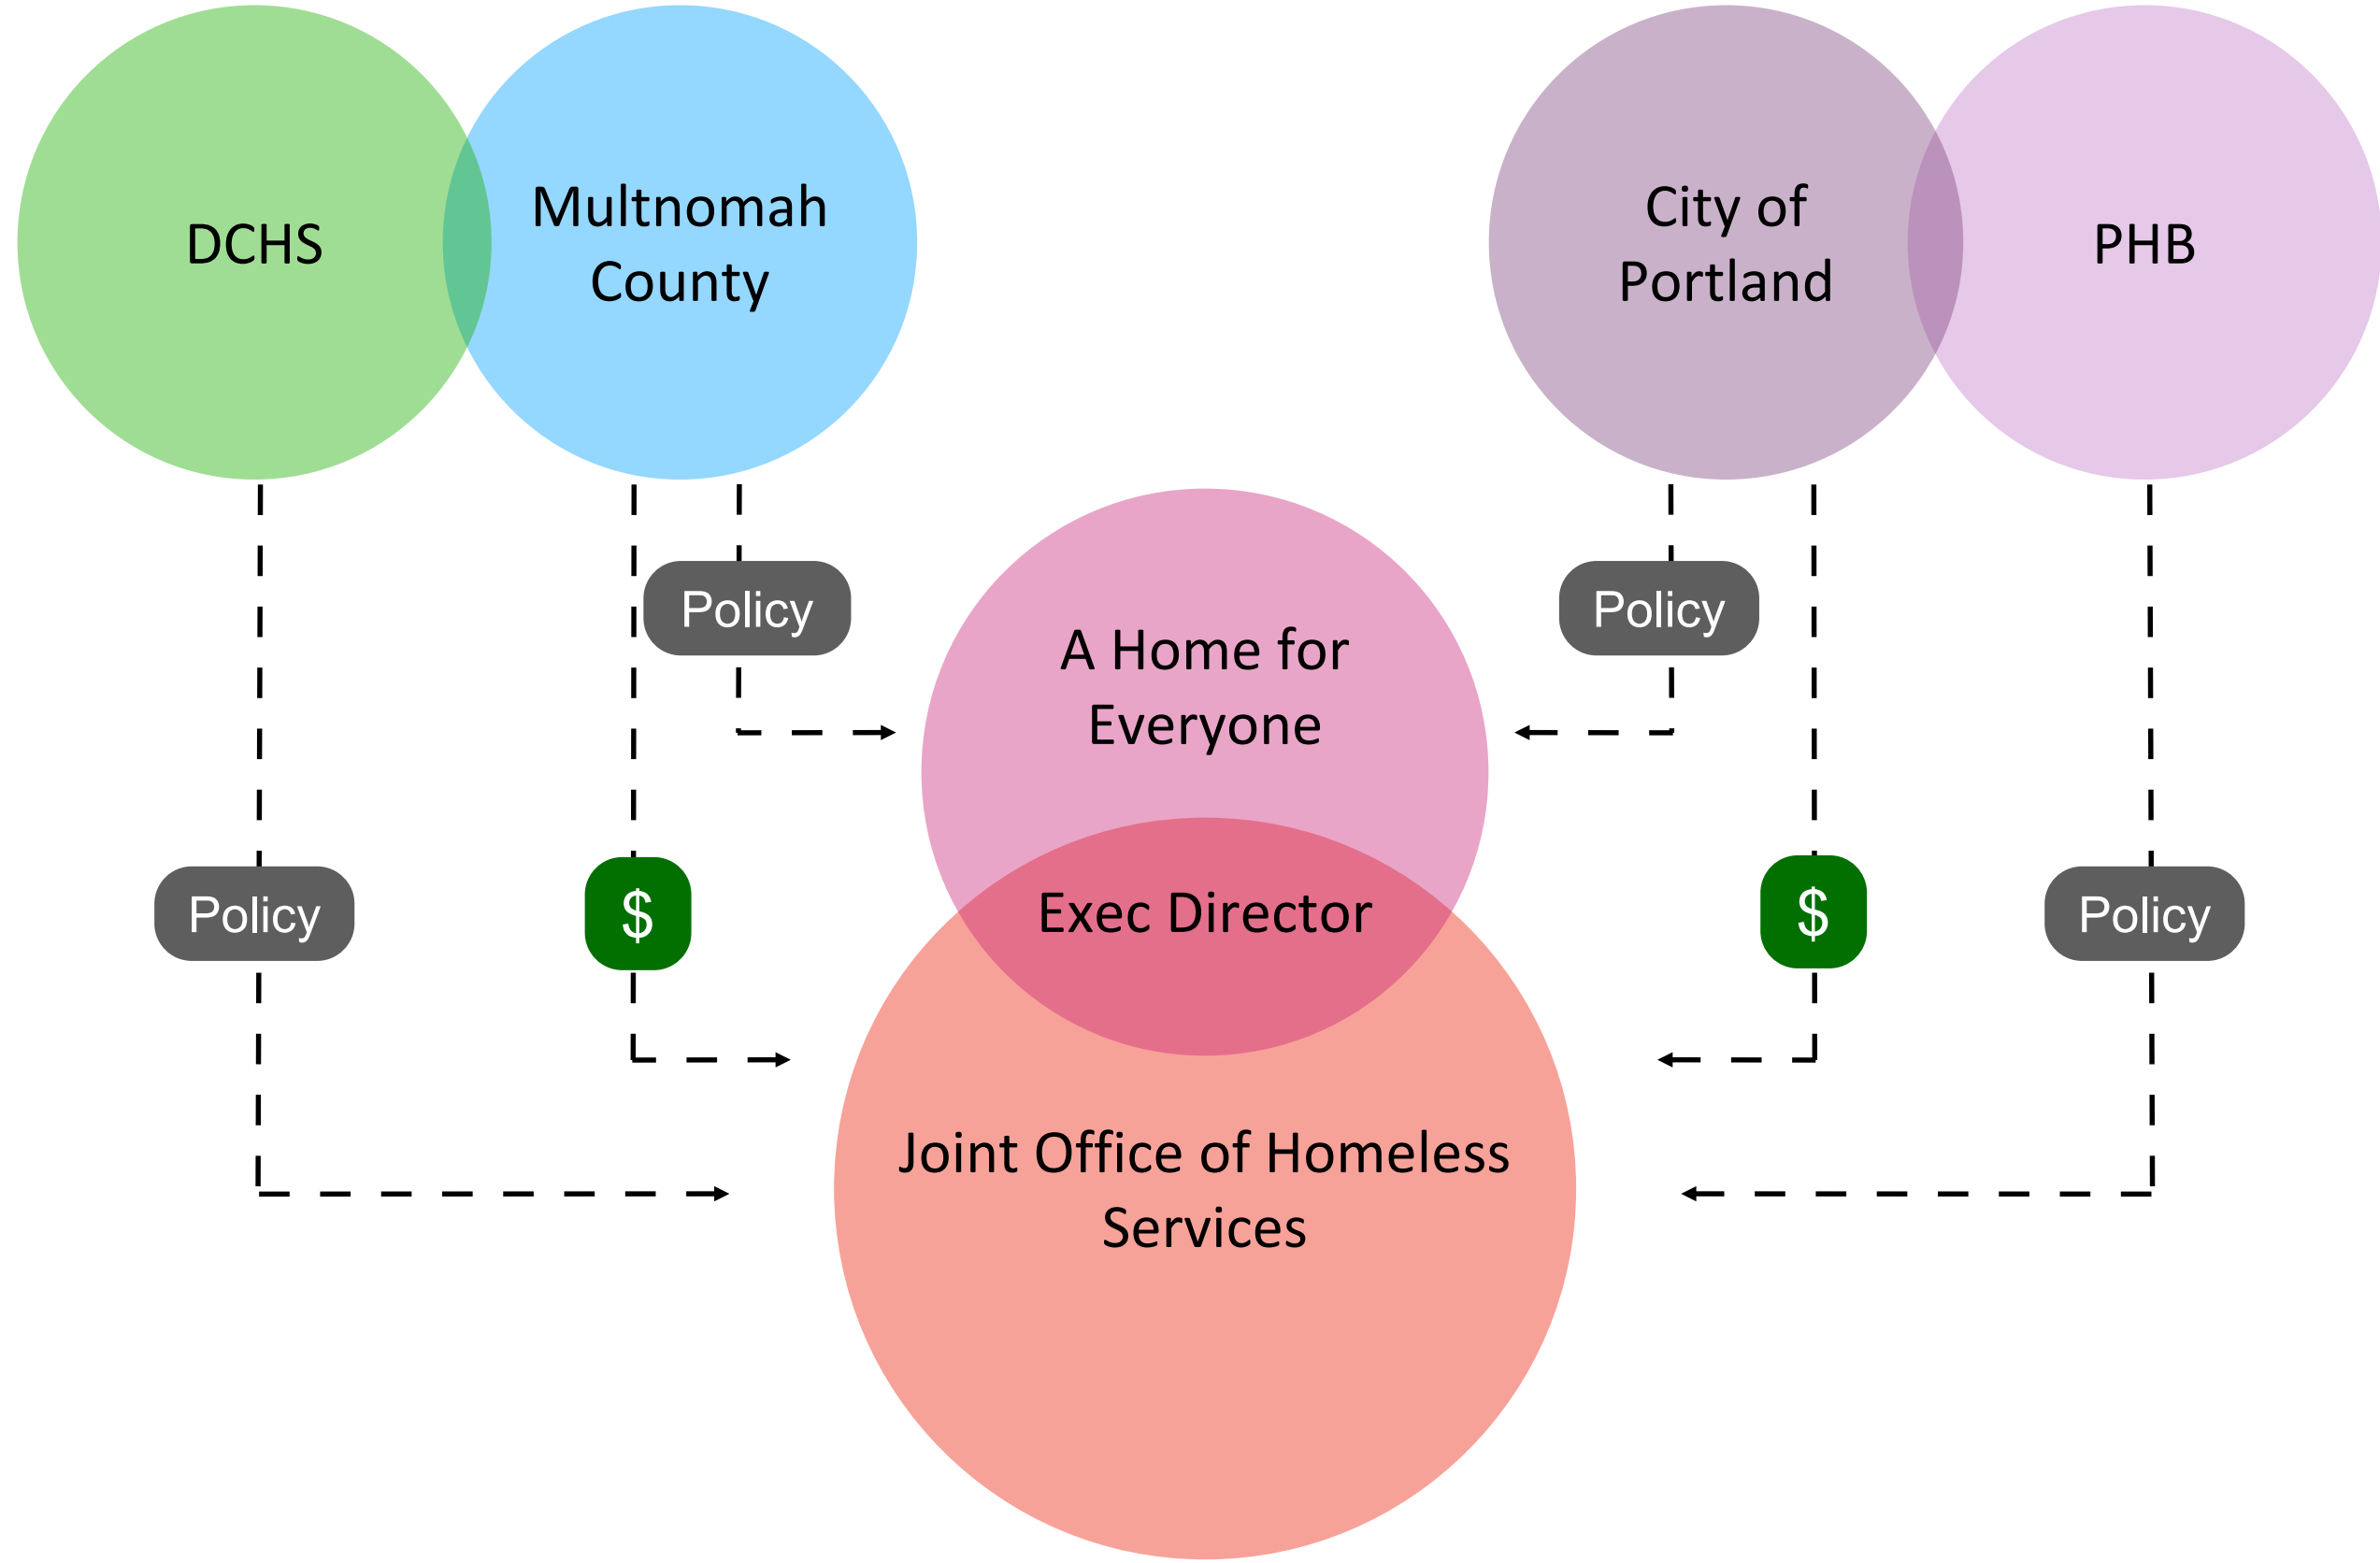 DCHS
Multnomah
County
City of
Portland
PHB
Policy
Policy
A Home for
Everyone
Policy
$
Exec Director
$
Policy
Joint Office of Homeless
Services